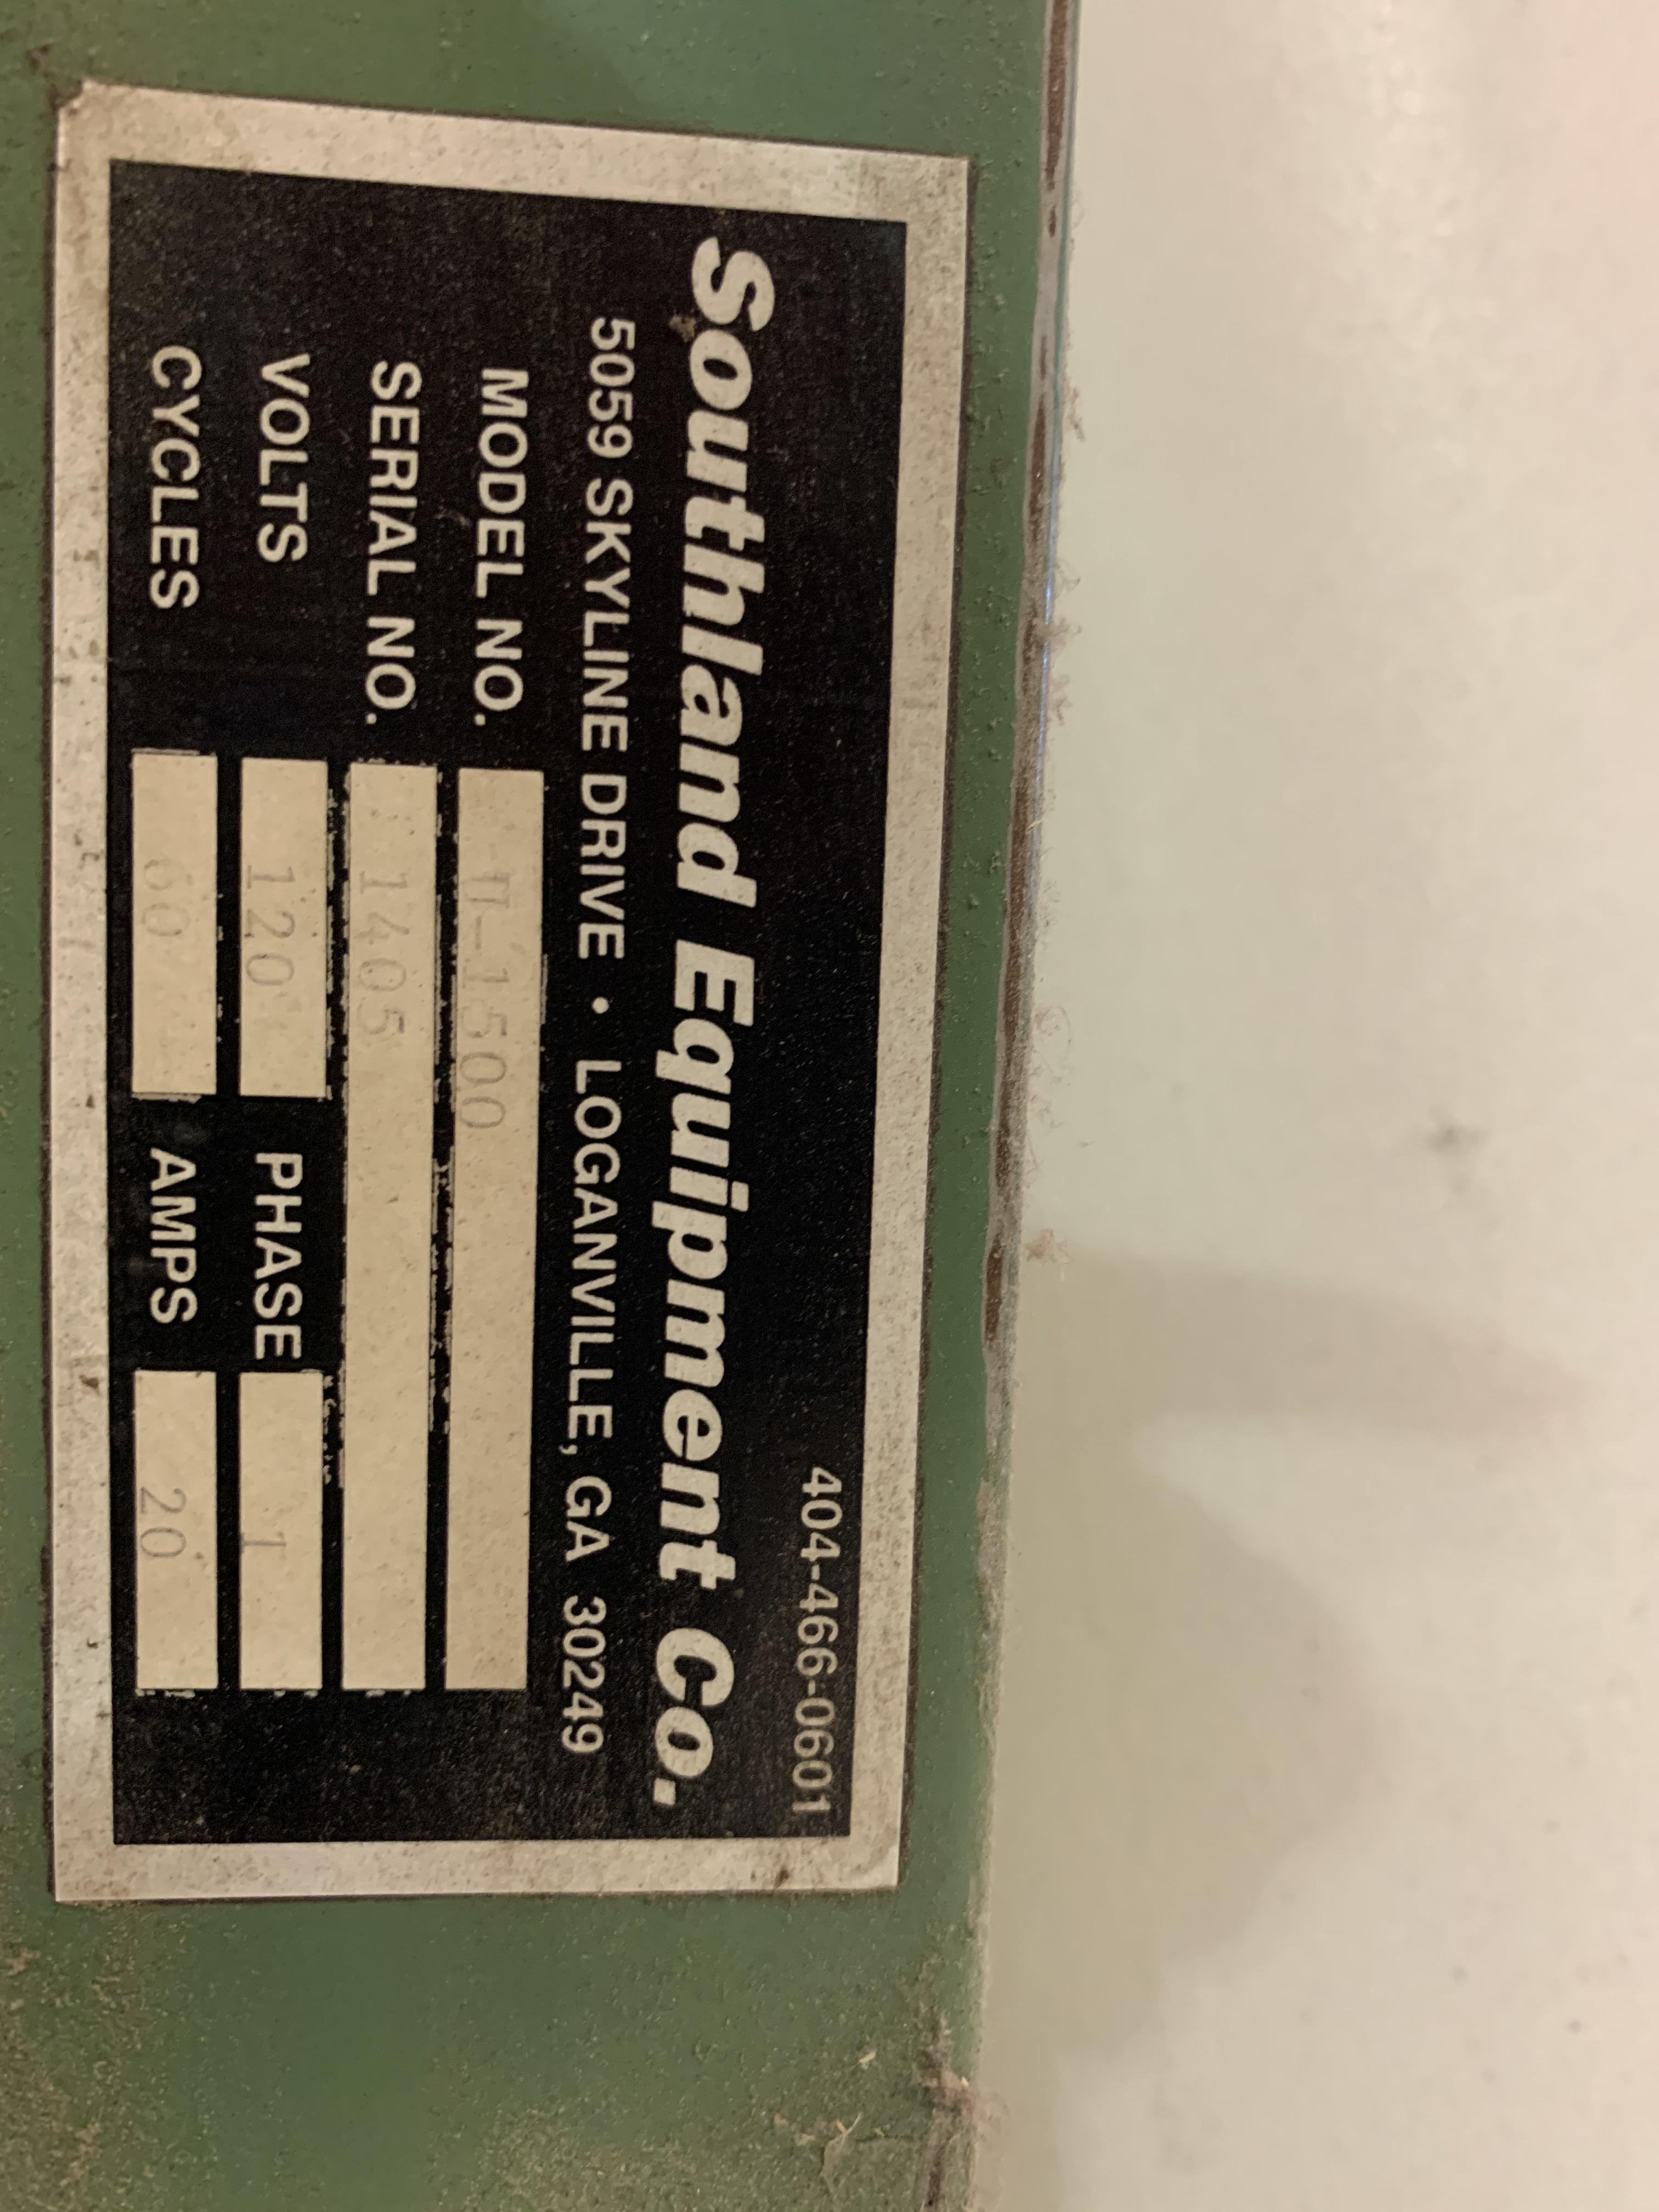 404-466-0601
Southland Equipment Co.
5059 SKYLINE DRIVE • LOGANVILLE, GA 30249
MODEL NO. -1500
SERIAL NO. 1405
VOLTS 120 PHASE 1
CYCLES 60 AMPS 20